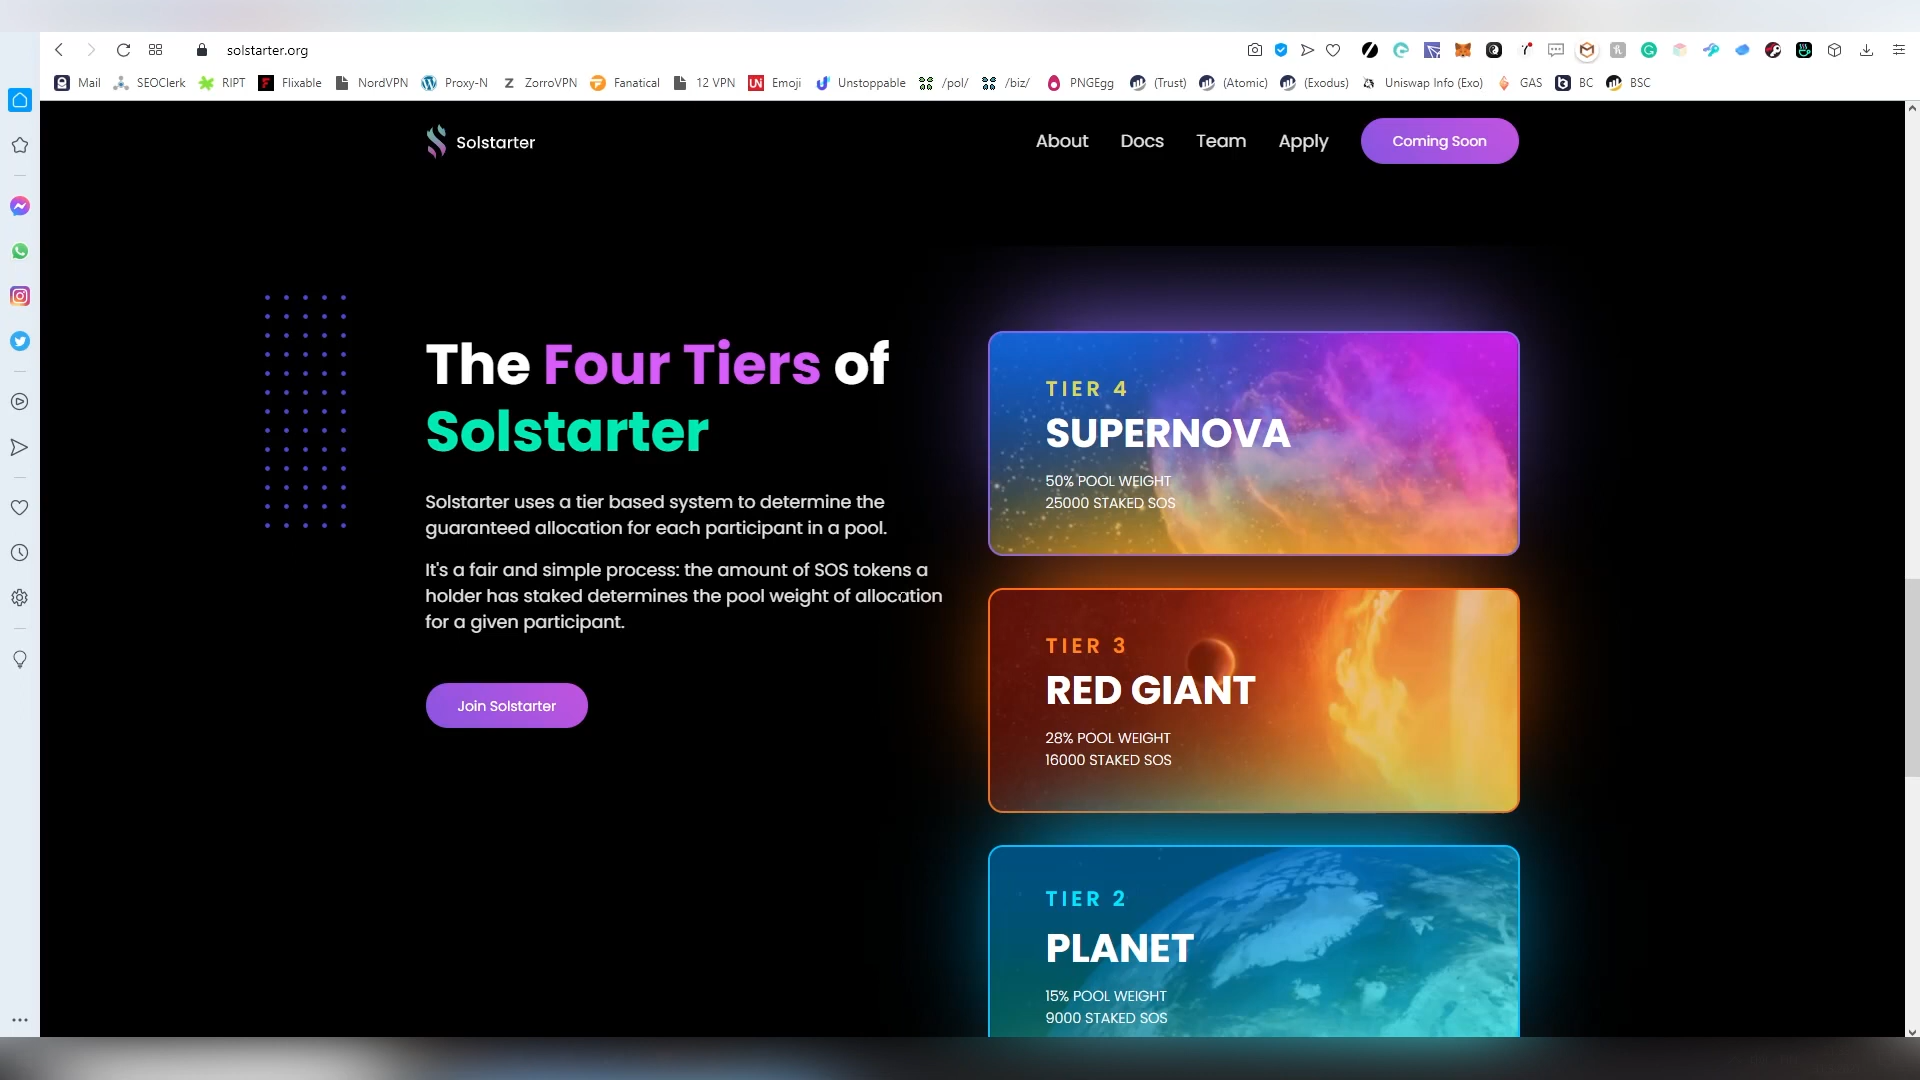 solstarter.org
Mail SEOClerk RIPT Flixable NordVPN Proxy-N ZorroVPN Fanatical 12 VPN Emoji Unstoppable /pol/ /biz/ PNGEgg (Trust) (Atomic) (Exodus) Uniswap Info (Exo) GAS BC BSC
Solstarter
About Docs Team Apply Coming Soon
The Four Tiers of
Solstarter
Solstarter uses a tier based system to determine the
guaranteed allocation for each participant in a pool.
It's a fair and simple process: the amount of SOS tokens a
holder has staked determines the pool weight of allocation
for a given participant.
Join Solstarter
TIER 4
SUPERNOVA
50% POOL WEIGHT
25000 STAKED SOS
TIER 3
RED GIANT
28% POOL WEIGHT
16000 STAKED SOS
TIER 2
PLANET
15% POOL WEIGHT
9000 STAKED SOS